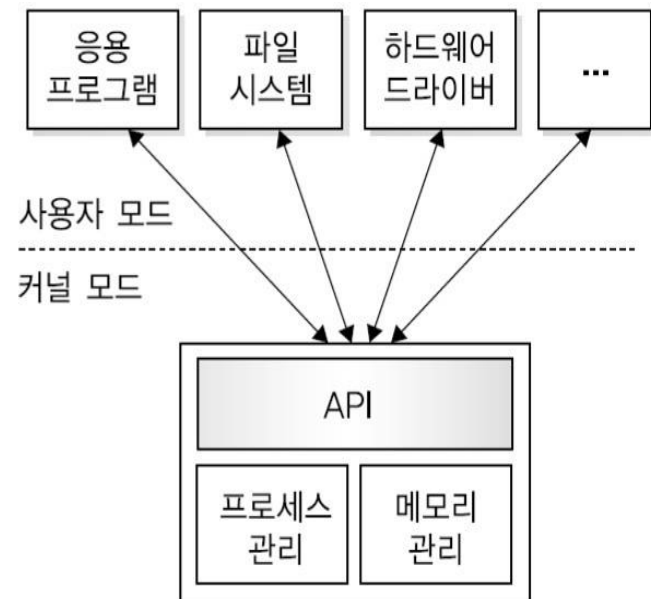 응용
프로그램
파일
시스템
하드웨어
드라이버
...
사용자 모드
커널 모드
API
프로세스
관리
메모리
관리